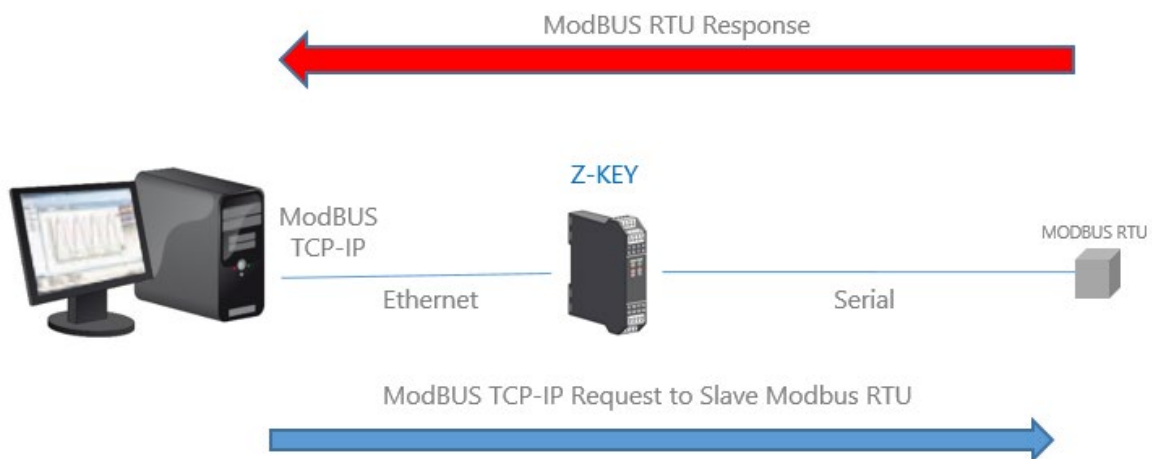 ModBUS RTU Response
Z-KEY
ModBUS
TCP-IP
MODBUS RTU
Ethernet
Serial
ModBUS TCP-IP Request to Slave Modbus RTU